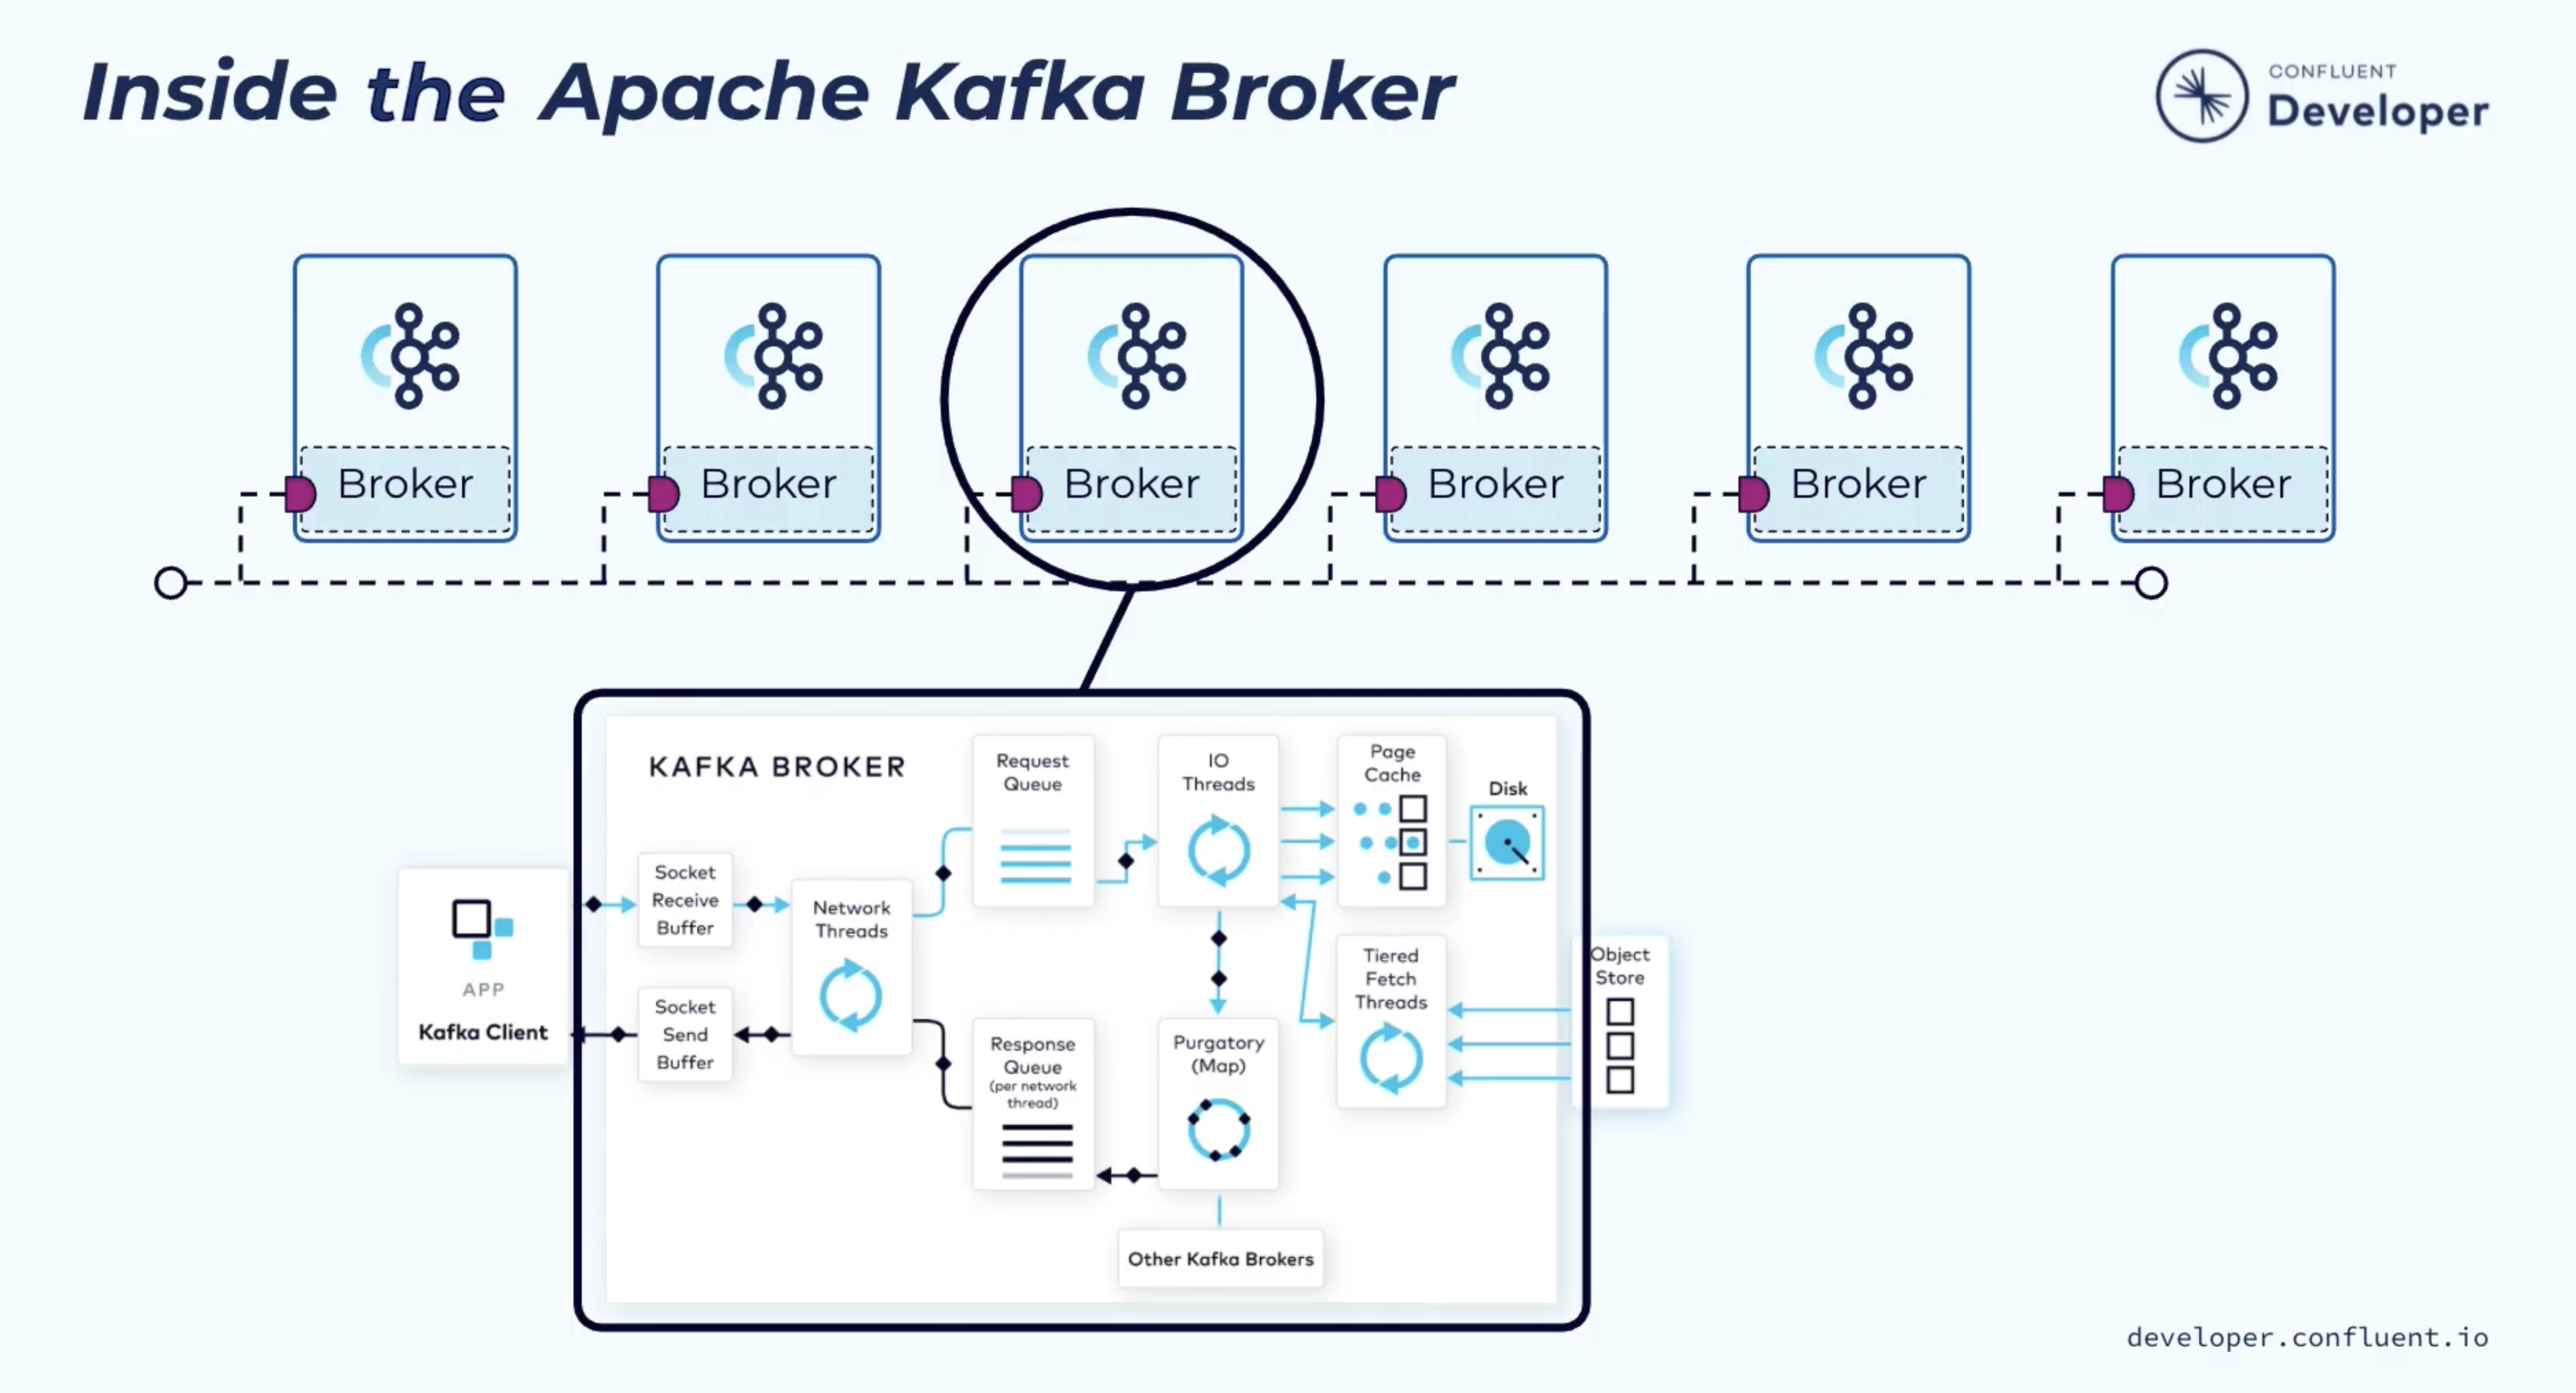 Inside the Apache Kafka Broker
CONFLUENT
Developer
Broker
Broker
Broker
Broker
Broker
Broker
KAFKA BROKER
Request
Queue
IO
Threads
Page
Cache
Disk
Socket
Receive
Buffer
Network
Threads
APP
Kafka Client
Socket
Send
Buffer
Response
Queue
(per network
thread)
Purgatory
(Map)
Tiered
Fetch
Threads
Object
Store
Other Kafka Brokers
developer.confluent.io